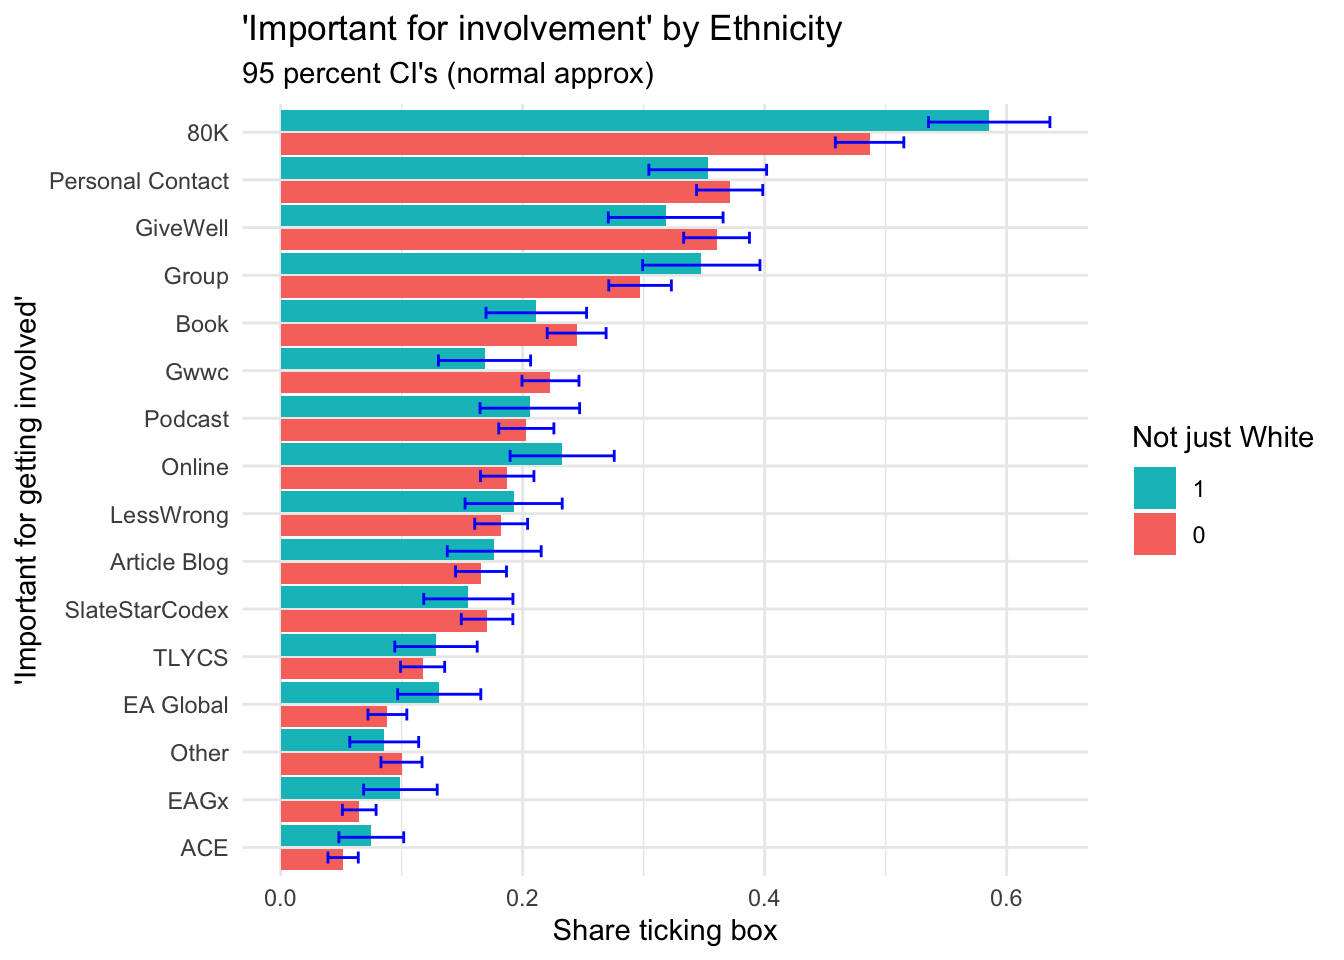 'Important for involvement' by Ethnicity
95 percent CI's (normal approx)
'Important for getting involved'
80K
Personal Contact
GiveWell
Group
Book
Gwwc
Podcast
Online
LessWrong
Article Blog
SlateStarCodex
TLYCS
EA Global
Other
EAGx
ACE
0.0 0.2 0.4 0.6
Share ticking box
Not just White
1
0